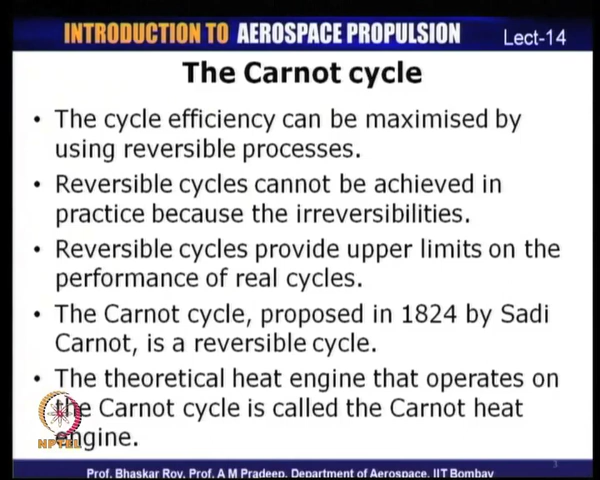 INTRODUCTION TO AEROSPACE PROPULSION
Lect-14
The Carnot cycle
• The cycle efficiency can be maximised by
using reversible processes.
• Reversible cycles cannot be achieved in
practice because the irreversibilities.
• Reversible cycles provide upper limits on the
performance of real cycles.
• The Carnot cycle, proposed in 1824 by Sadi
Carnot, is a reversible cycle.
• The theoretical heat engine that operates on
the Carnot cycle is called the Carnot heat
engine.
NPTEL
3
Prof. Bhaskar Roy, Prof. A M Pradeep, Department of Aerospace, IIT Bombay